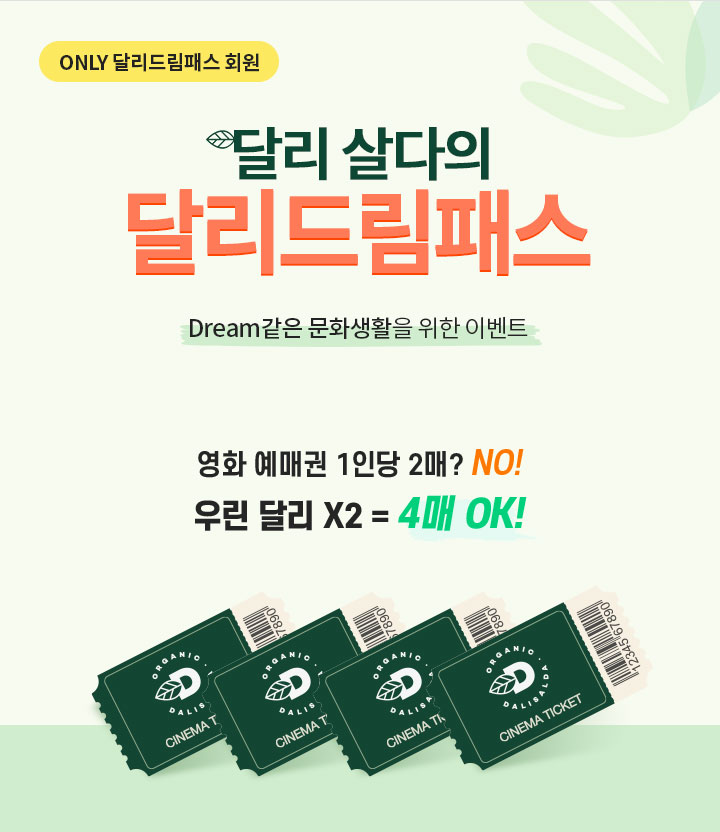 ONLY 달리드림패스 회원
달리 살다의
달리드림패스
Dream같은 문화생활을 위한 이벤트
영화 예매권 1인당 2매? NO!
우린 달리 X2 = 4매 OK!
ORGANIC
DALISALDA
CINEMA TICKET
1234567890